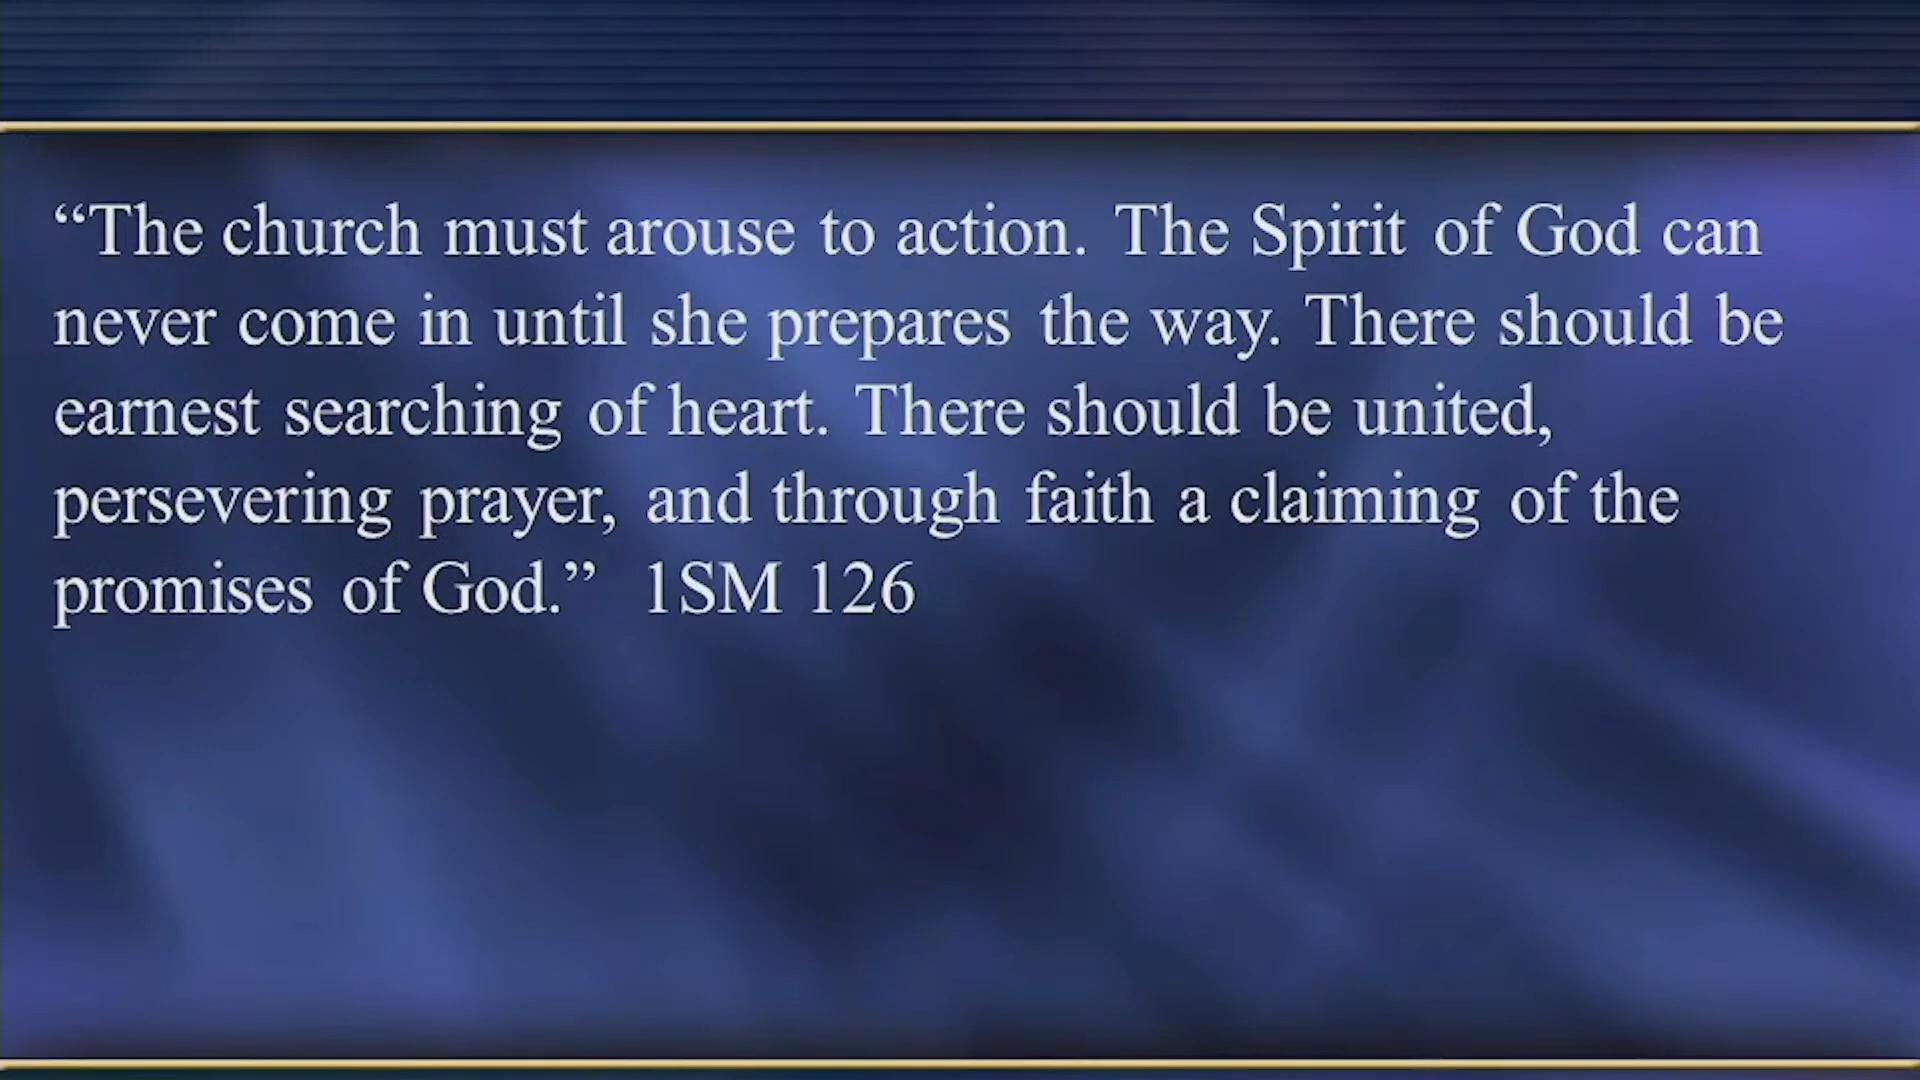 “The church must arouse to action. The Spirit of God can
never come in until she prepares the way. There should be
earnest searching of heart. There should be united,
persevering prayer, and through faith a claiming of the
promises of God.” 1SM 126